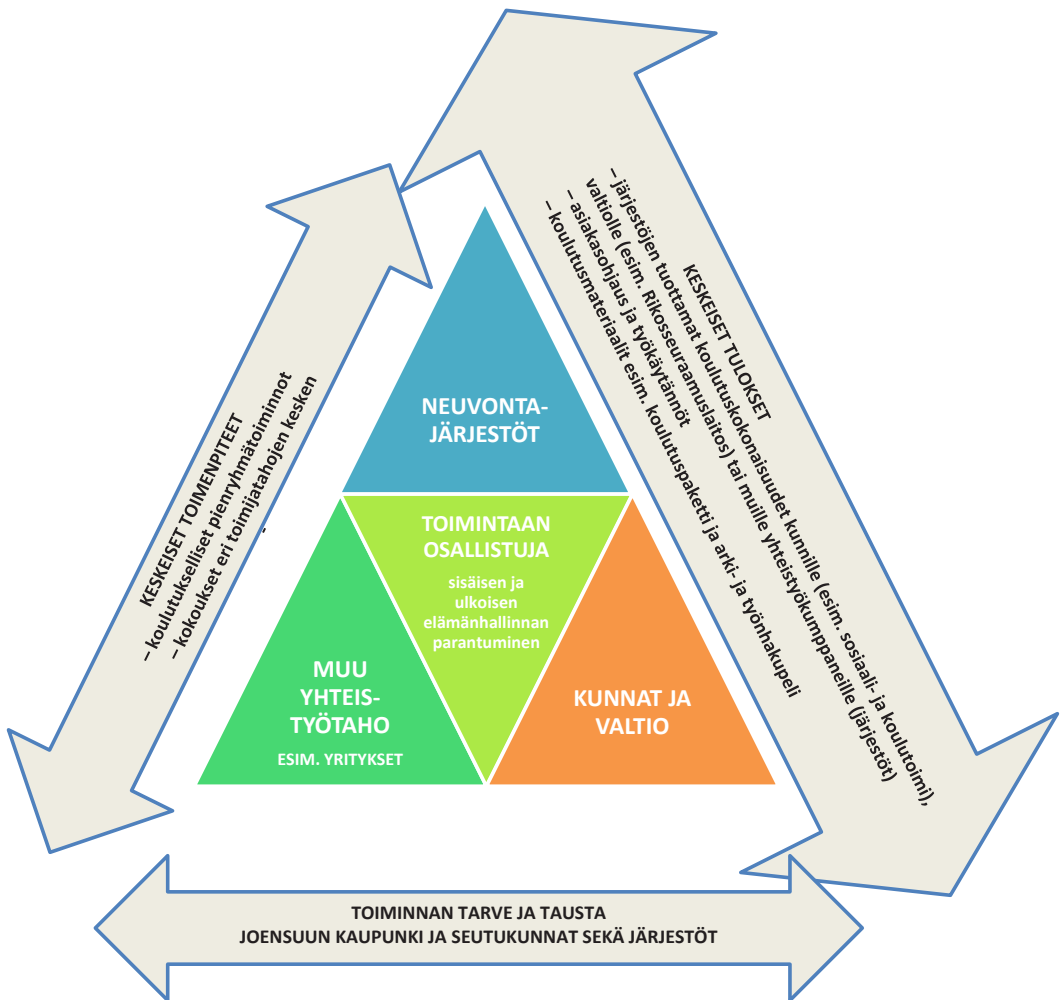 KESKEISET TOIMENPITEET
– koulutukselliset pienryhmätoiminnot
– kokoukset eri toimijatahojen kesken
KESKEISET TULOKSET
– järjestöjen tuottamat koulutuskokonaisuudet kunnille (esim. sosiaali- ja koulutoimi),
valtiolle (esim. Rikosseuraamuslaitos) tai muille yhteistyökumppaneille (järjestöt)
– asiakasohjaus ja työkäytännöt
– koulutusmateriaalit esim. koulutuspaketti ja arki- ja työnhakupeli
NEUVONTA-
JÄRJESTÖT
TOIMINTAAN
OSALLISTUJA
sisäisen ja
ulkoisen
elämänhallinnan
parantuminen
MUU
YHTEIS-
TYÖTAHO
ESIM. YRITYKSET
KUNNAT JA
VALTIO
TOIMINNAN TARVE JA TAUSTA
JOENSUUN KAUPUNKI JA SEUTUKUNNAT SEKÄ JÄRJESTÖT